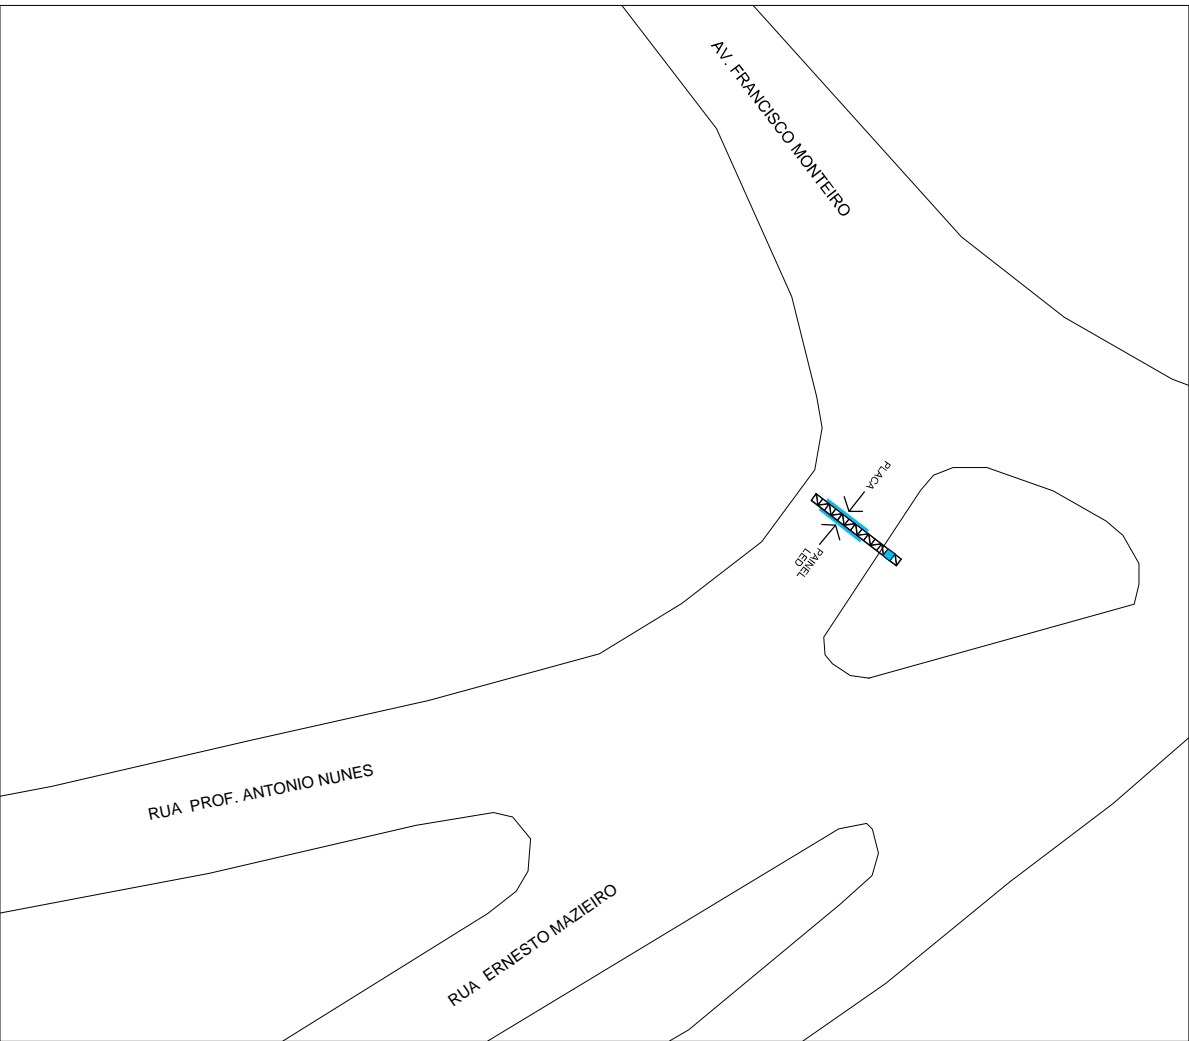 AV. FRANCISCO MONTEIRO
PLACA
PAINEL
LED
RUA PROF. ANTONIO NUNES
RUA ERNESTO MAZIEIRO